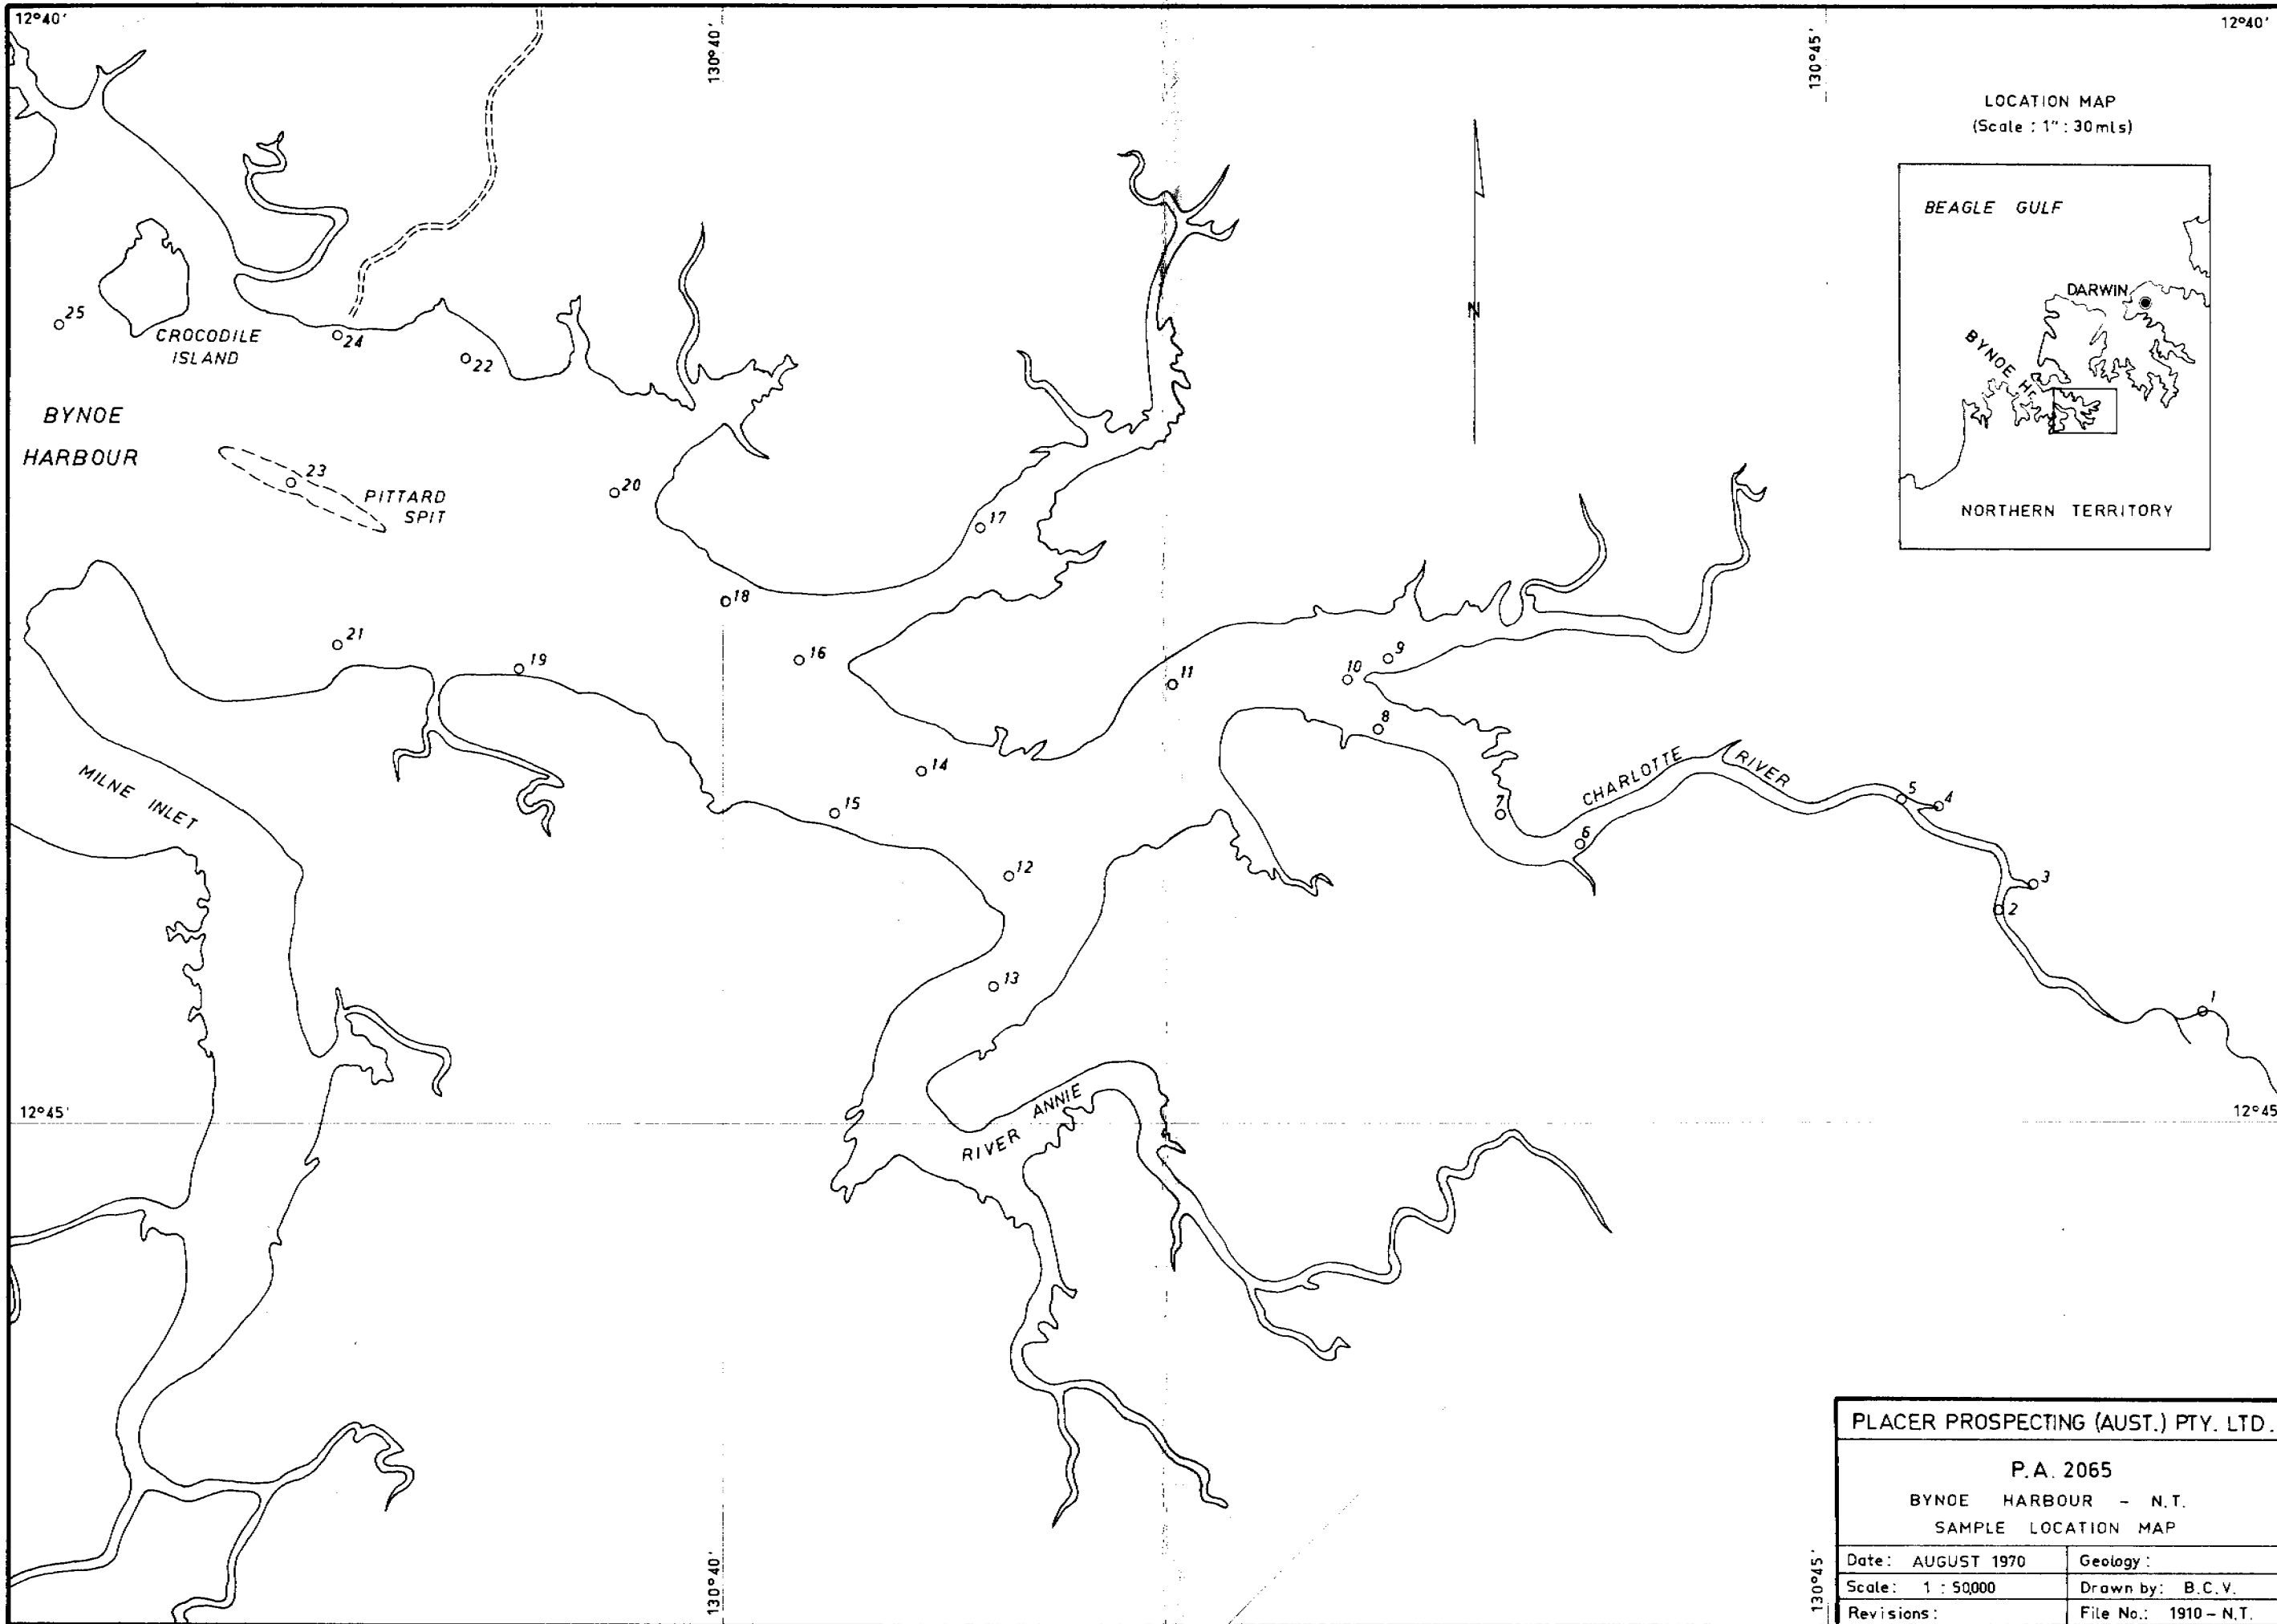 12°40'
130°40'
130°45'
12°40'
LOCATION MAP
(Scale : 1" : 30mls)
BEAGLE GULF
DARWIN
BYNOE Hr.
NORTHERN TERRITORY
N
25
CROCODILE
ISLAND
24
22
BYNOE
HARBOUR
23
PITTARD
SPIT
20
17
18
21
19
16
11
10
9
8
MILNE INLET
14
15
CHARLOTTE RIVER
7
6
5
4
12
3
2
13
1
12°45'
RIVER ANNIE
12°45'
130°40'
130°45'
PLACER PROSPECTING (AUST.) PTY. LTD.
P.A. 2065
BYNOE HARBOUR - N.T.
SAMPLE LOCATION MAP
Date: AUGUST 1970
Geology:
Scale: 1 : 50,000
Drawn by: B.C.V.
Revisions:
File No.: 1910 - N.T.